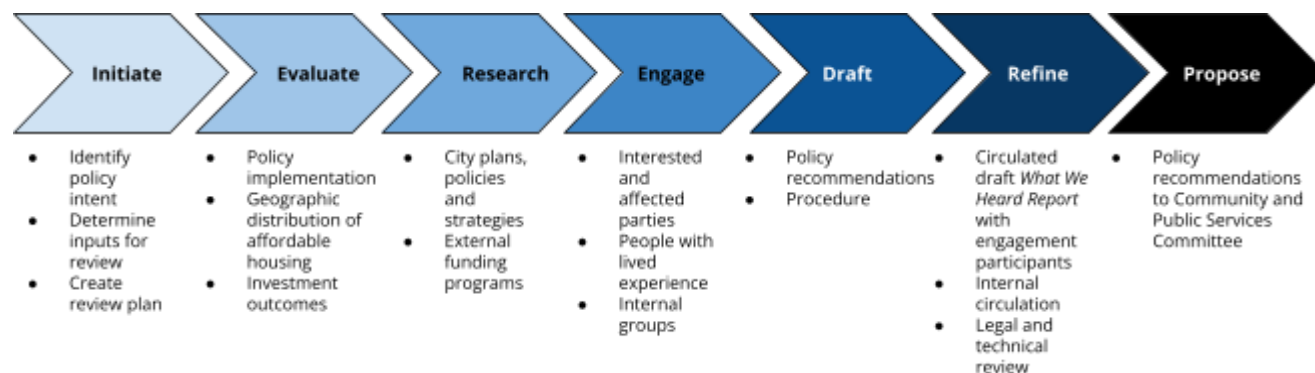 Initiate
Evaluate
Research
Engage
Draft
Refine
Propose
● Identify
policy
intent
● Determine
inputs for
review
● Create
review plan
● Policy
implementation
● Geographic
distribution of
affordable
housing
● Investment
outcomes
● City plans,
policies
and
strategies
● External
funding
programs
● Interested
and
affected
parties
● People with
lived
experience
● Internal
groups
● Policy
recommendations
● Procedure
● Circulated
draft What We
Heard Report
with
engagement
participants
● Internal
circulation
● Legal and
technical
review
● Policy
recommendations
to Community and
Public Services
Committee